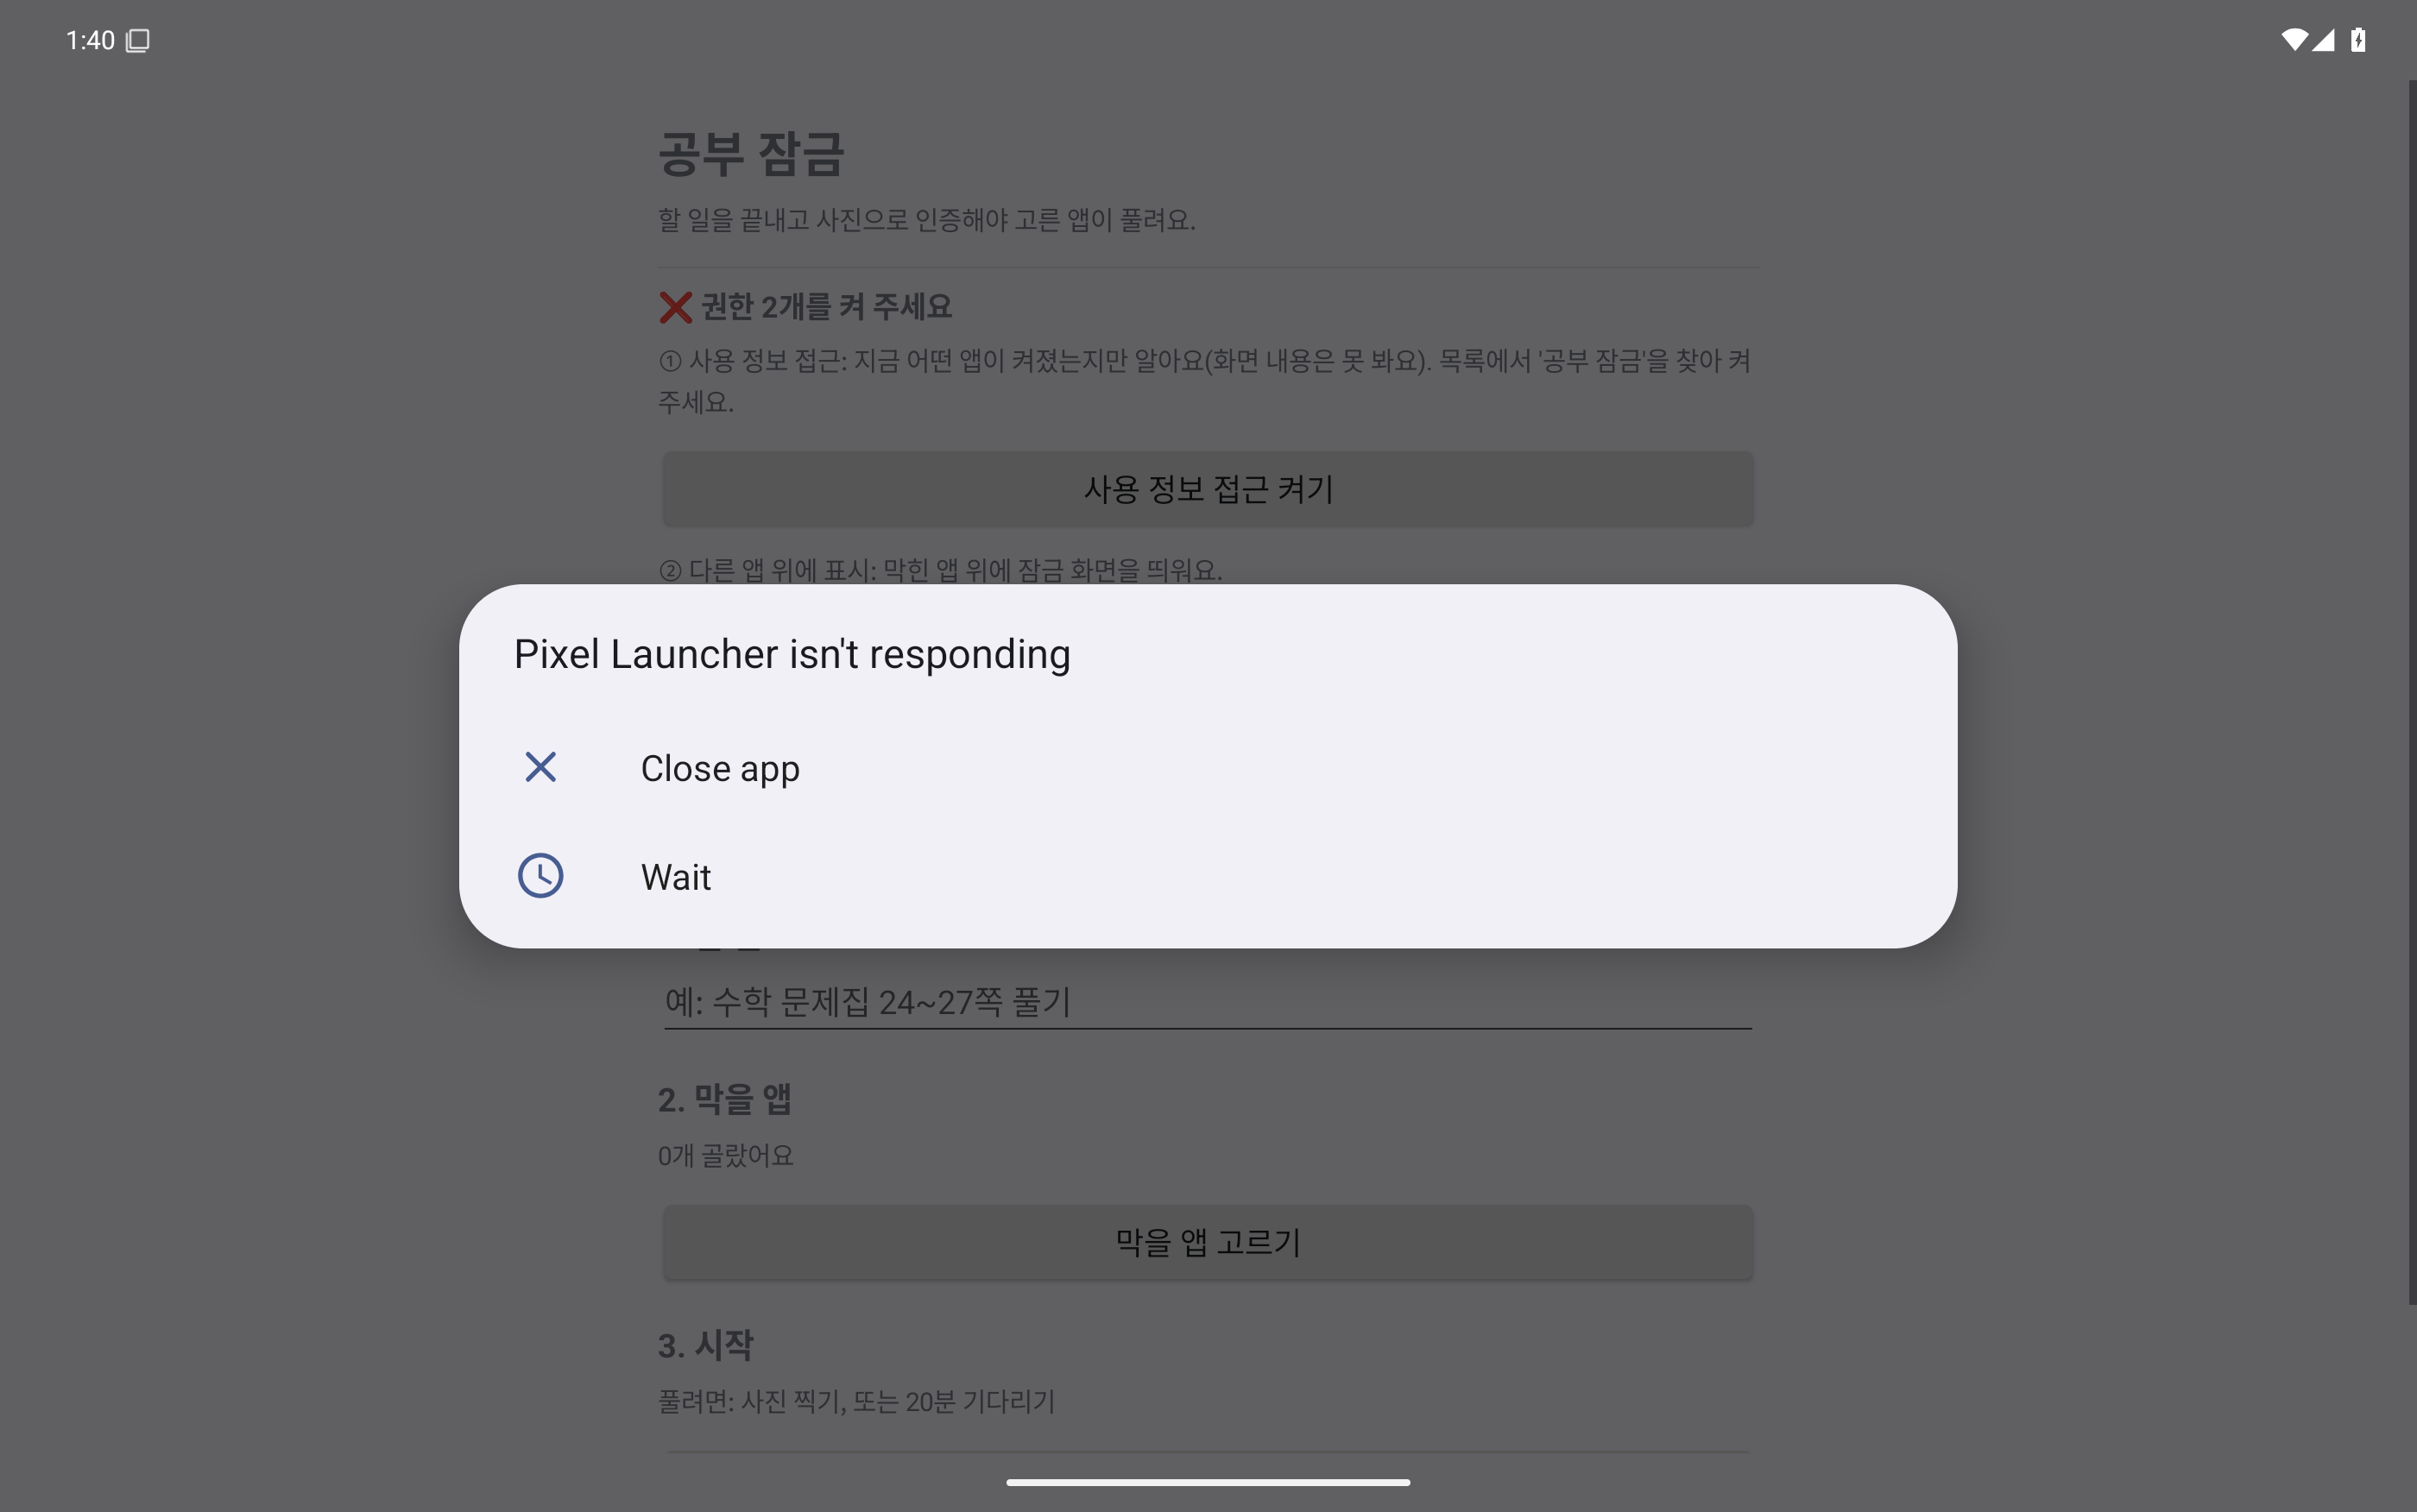 1:40
공부 잠금
할 일을 끝내고 사진으로 인증해야 고른 앱이 풀려요.
❌ 권한 2개를 켜 주세요
① 사용 정보 접근: 지금 어떤 앱이 켜졌는지만 알아요(화면 내용은 못 봐요). 목록에서 '공부 잠금'을 찾아 켜
주세요.
사용 정보 접근 켜기
② 다른 앱 위에 표시: 막힌 앱 위에 잠금 화면을 띄워요.
Pixel Launcher isn't responding
Close app
Wait
예: 수학 문제집 24~27쪽 풀기
2. 막을 앱
0개 골랐어요
막을 앱 고르기
3. 시작
풀려면: 사진 찍기, 또는 20분 기다리기